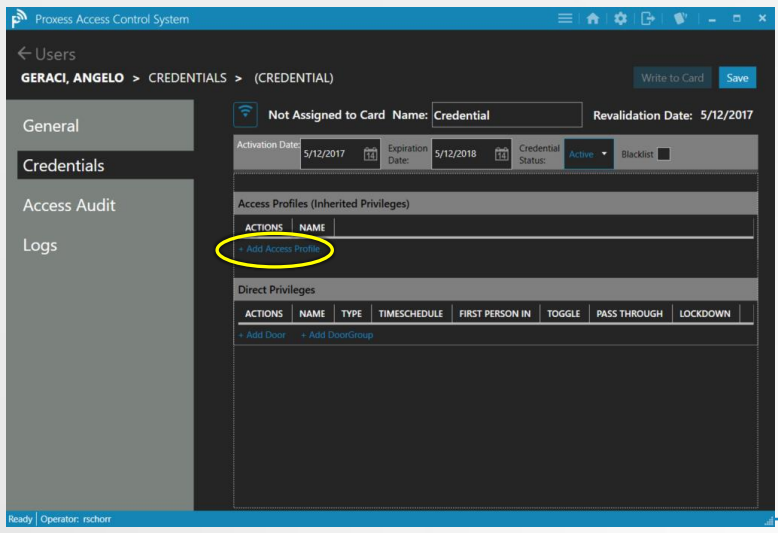 Proxess Access Control System
Users
GERACI, ANGELO > CREDENTIALS > (CREDENTIAL)
Write to Card Save
General
Credentials
Access Audit
Logs
Not Assigned to Card Name: Credential Revalidation Date: 5/12/2017
Activation Date: 5/12/2017 14 Expiration Date: 5/12/2018 14 Credential Status: Active Blacklist
Access Profiles (Inherited Privileges)
ACTIONS NAME
+ Add Access Profile
Direct Privileges
ACTIONS NAME TYPE TIMESCHEDULE FIRST PERSON IN TOGGLE PASS THROUGH LOCKDOWN
+ Add Door + Add DoorGroup
Ready Operator: rschorr